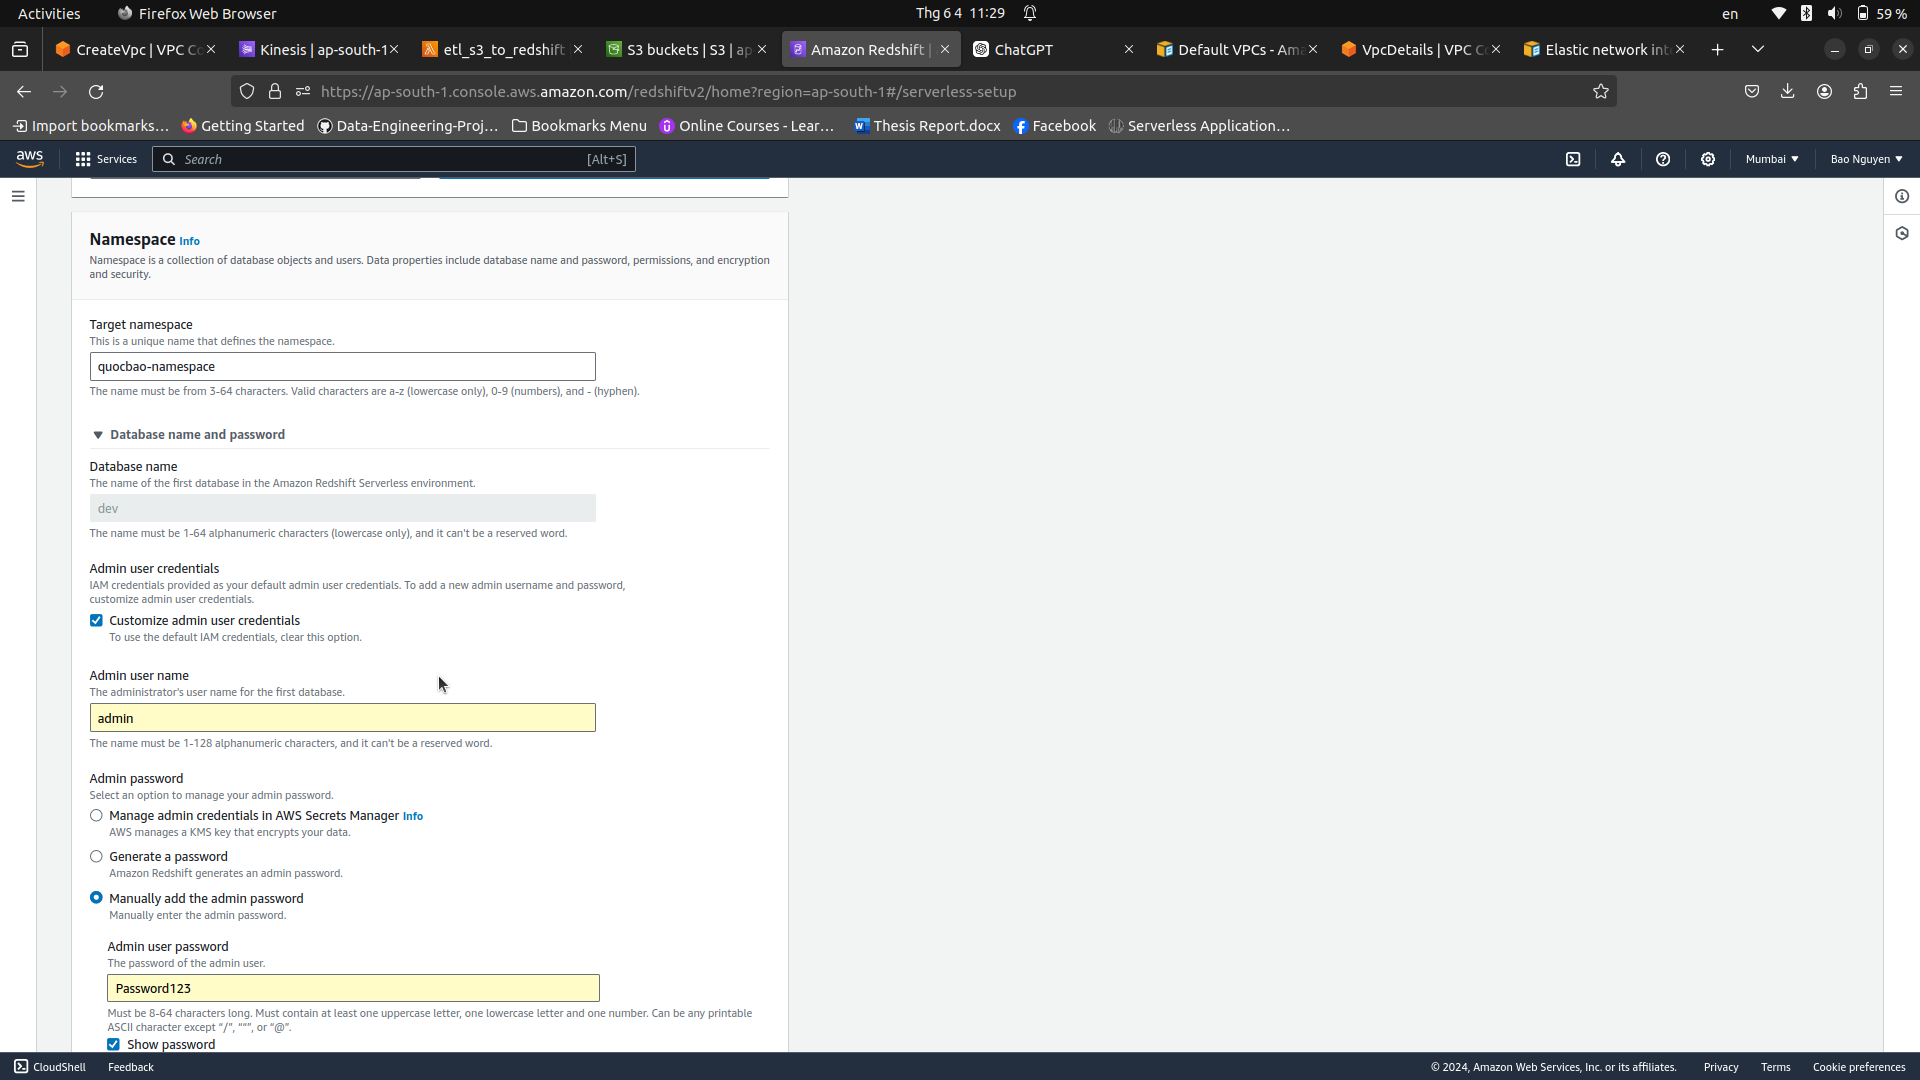 Activities
Firefox Web Browser
Thg 6 4 11:29
en
59 %
CreateVpc | VPC Co
Kinesis | ap-south-1
etl_s3_to_redshift
S3 buckets | S3 | ap
Amazon Redshift |
ChatGPT
Default VPCs - Ama
VpcDetails | VPC Co
Elastic network int
https://ap-south-1.console.aws.amazon.com/redshiftv2/home?region=ap-south-1#/serverless-setup
Import bookmarks...
Getting Started
Data-Engineering-Proj...
Bookmarks Menu
Online Courses - Lear...
Thesis Report.docx
Facebook
Serverless Application...
aws
Services
Search
[Alt+S]
Mumbai
Bao Nguyen
Namespace Info
Namespace is a collection of database objects and users. Data properties include database name and password, permissions, and encryption
and security.
Target namespace
This is a unique name that defines the namespace.
quocbao-namespace
The name must be from 3-64 characters. Valid characters are a-z (lowercase only), 0-9 (numbers), and - (hyphen).
Database name and password
Database name
The name of the first database in the Amazon Redshift Serverless environment.
dev
The name must be 1-64 alphanumeric characters (lowercase only), and it can't be a reserved word.
Admin user credentials
IAM credentials provided as your default admin user credentials. To add a new admin username and password,
customize admin user credentials.
Customize admin user credentials
To use the default IAM credentials, clear this option.
Admin user name
The administrator's user name for the first database.
admin
The name must be 1-128 alphanumeric characters, and it can't be a reserved word.
Admin password
Select an option to manage your admin password.
Manage admin credentials in AWS Secrets Manager Info
AWS manages a KMS key that encrypts your data.
Generate a password
Amazon Redshift generates an admin password.
Manually add the admin password
Manually enter the admin password.
Admin user password
The password of the admin user.
Password123
Must be 8-64 characters long. Must contain at least one uppercase letter, one lowercase letter and one number. Can be any printable
ASCII character except “/”, “"”, or “@”.
Show password
CloudShell
Feedback
© 2024, Amazon Web Services, Inc. or its affiliates.
Privacy
Terms
Cookie preferences